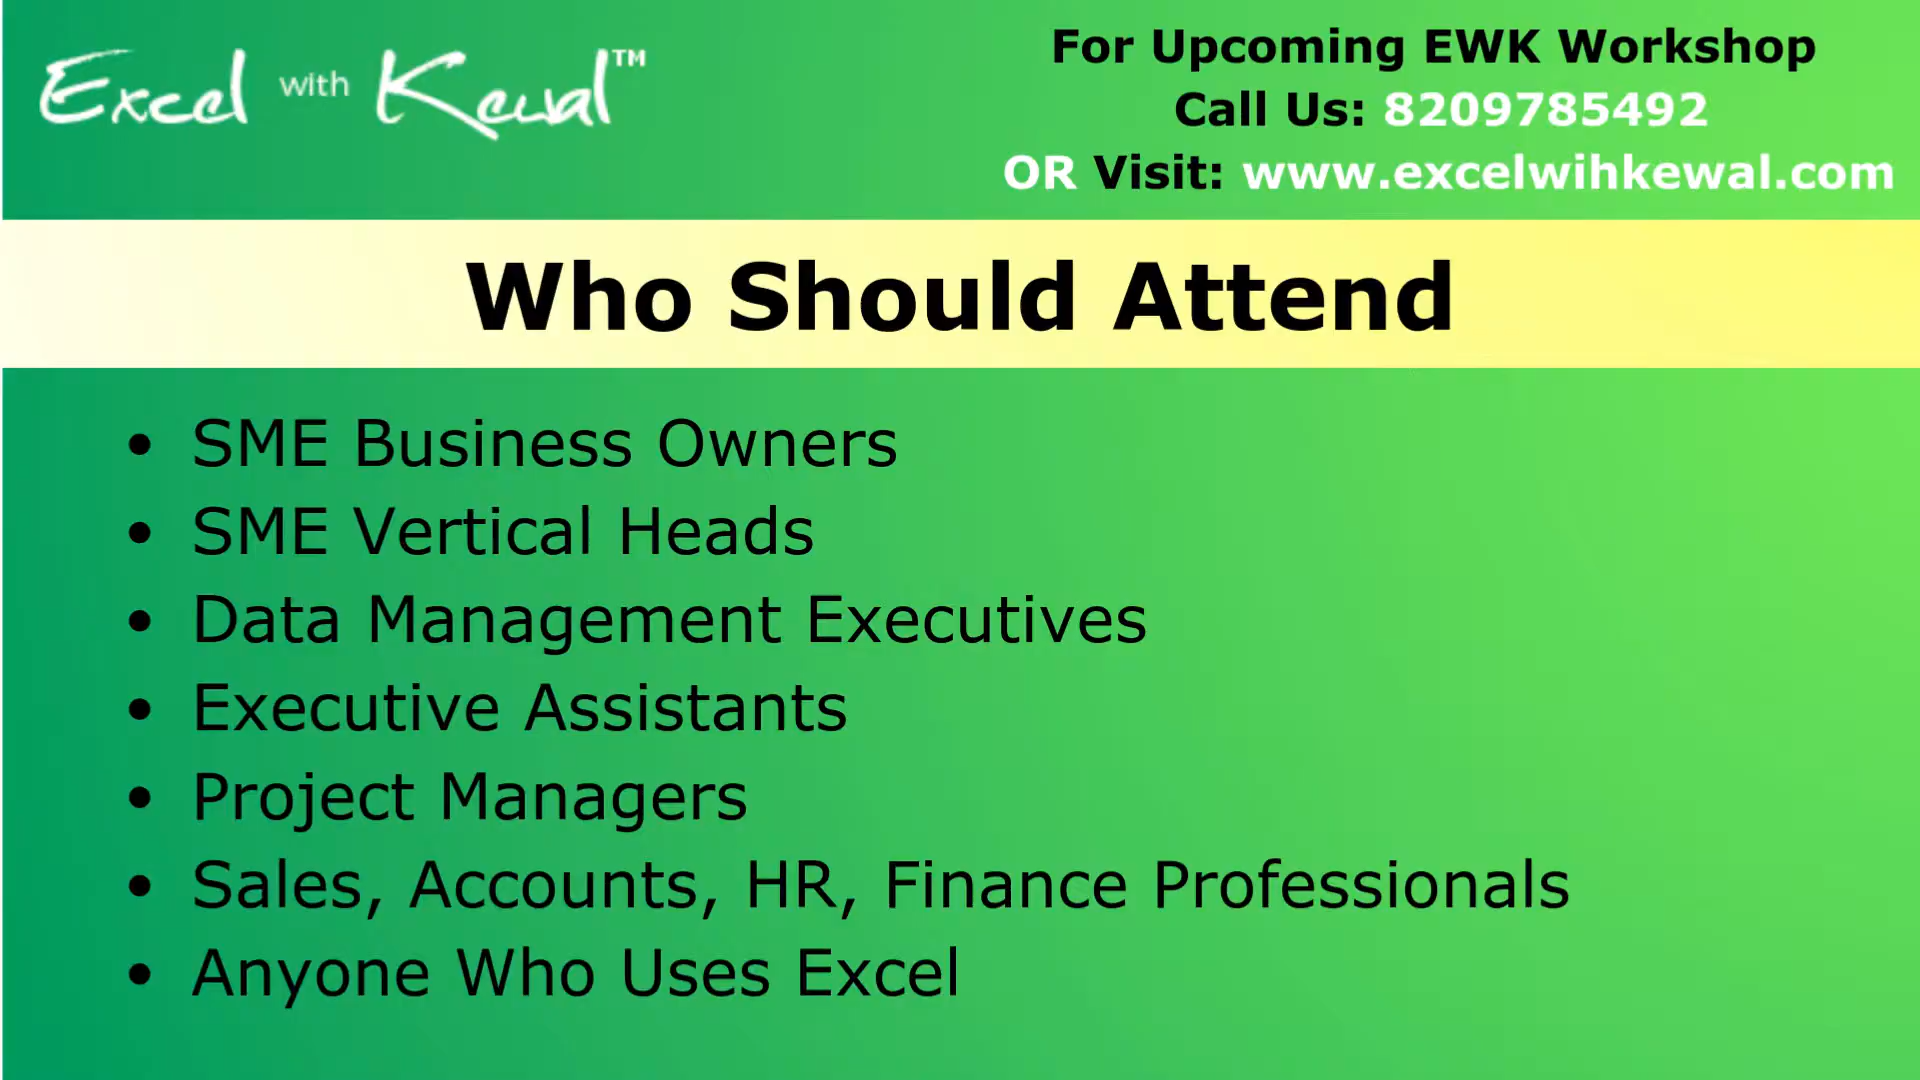 Excel with Kewal™
For Upcoming EWK Workshop
Call Us: 8209785492
OR Visit: www.excelwihkewal.com
Who Should Attend
• SME Business Owners
• SME Vertical Heads
• Data Management Executives
• Executive Assistants
• Project Managers
• Sales, Accounts, HR, Finance Professionals
• Anyone Who Uses Excel